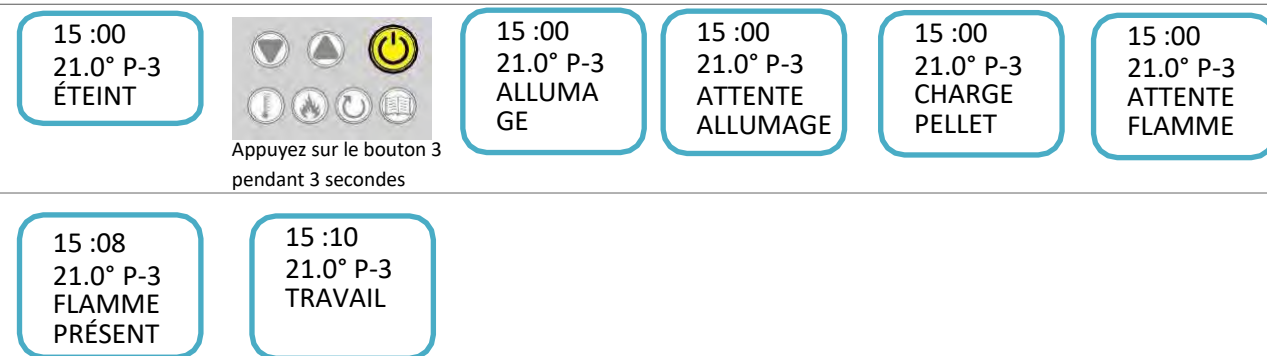 15 :00
21.0° P-3
ÉTEINT
Appuyez sur le bouton 3
pendant 3 secondes
15 :00
21.0° P-3
ALLUMA
GE
15 :00
21.0° P-3
ATTENTE
ALLUMAGE
15 :00
21.0° P-3
CHARGE
PELLET
15 :00
21.0° P-3
ATTENTE
FLAMME
15 :08
21.0° P-3
FLAMME
PRÉSENT
15 :10
21.0° P-3
TRAVAIL